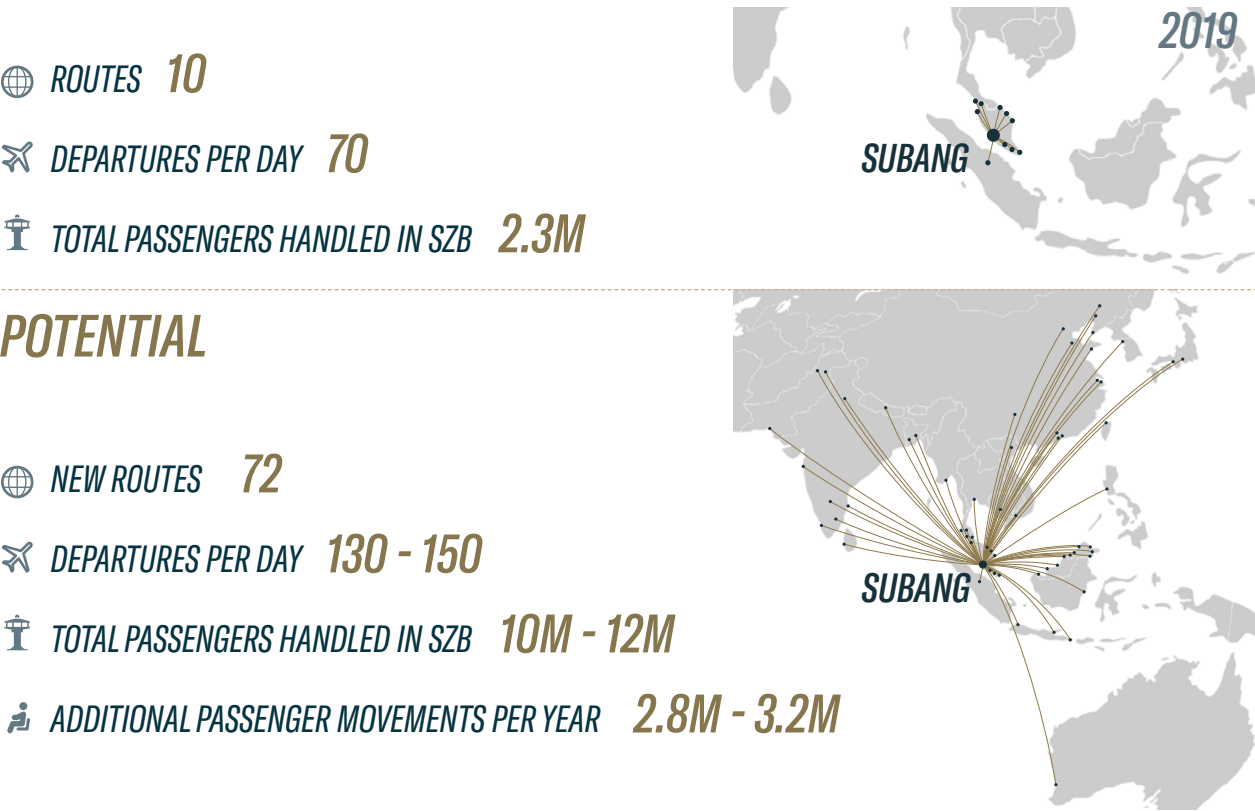 2019
ROUTES 10
DEPARTURES PER DAY 70
SUBANG
TOTAL PASSENGERS HANDLED IN SZB 2.3M
POTENTIAL
NEW ROUTES 72
DEPARTURES PER DAY 130 - 150
SUBANG
TOTAL PASSENGERS HANDLED IN SZB 10M - 12M
ADDITIONAL PASSENGER MOVEMENTS PER YEAR 2.8M - 3.2M